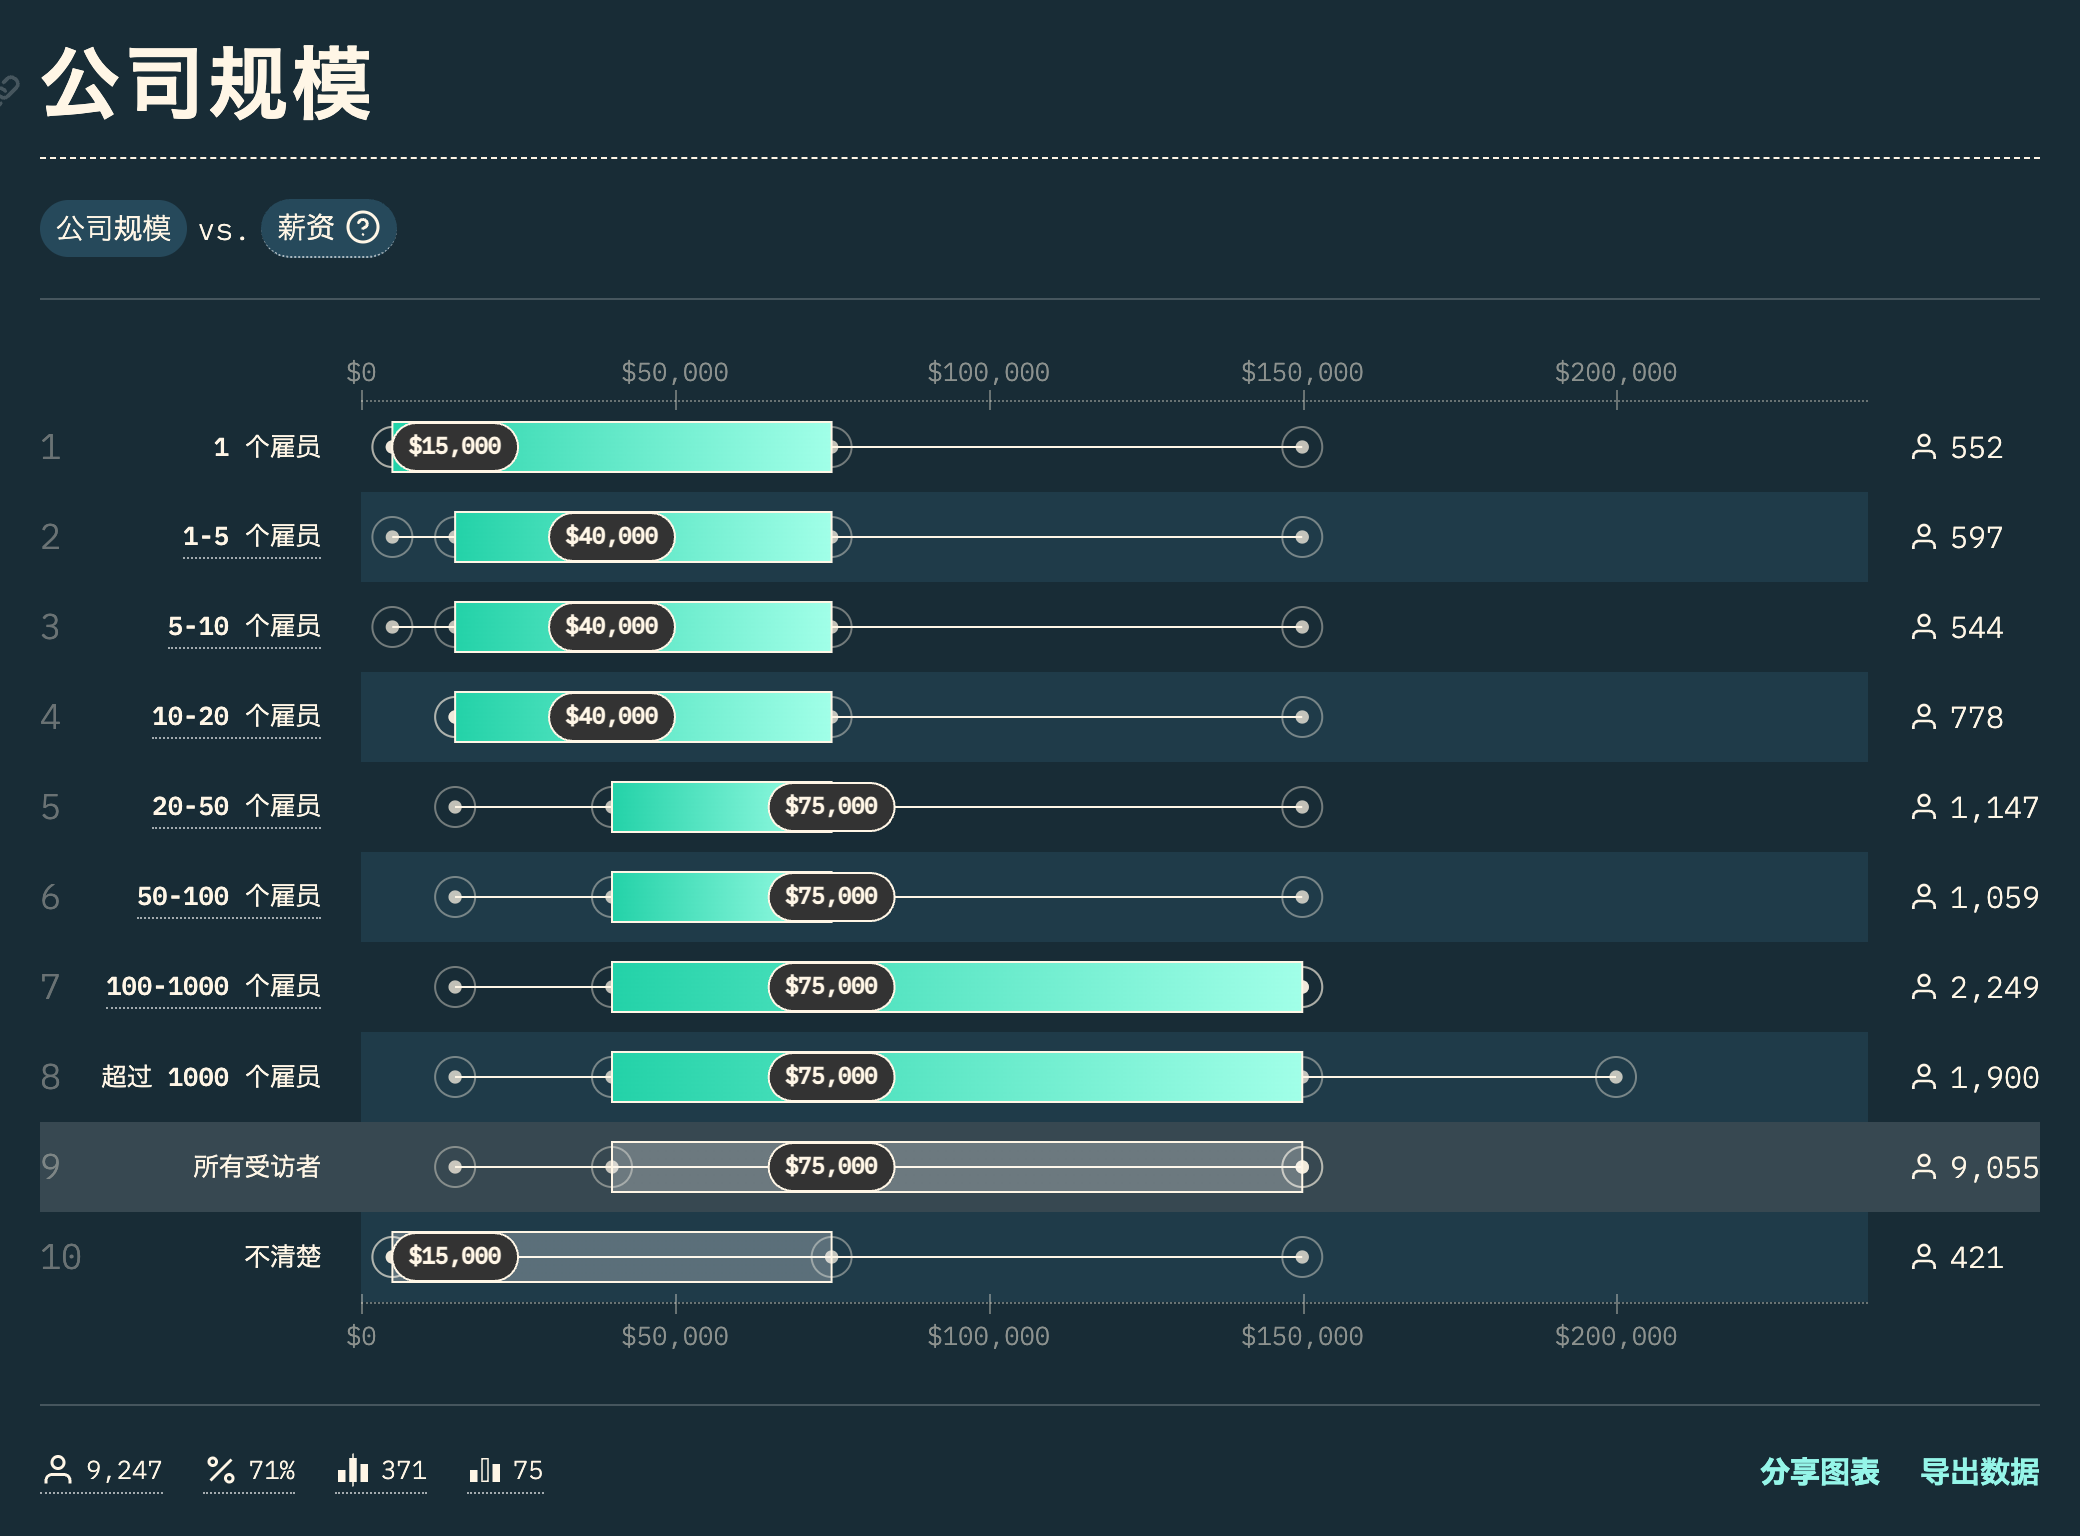 公司规模
公司规模 vs. 薪资
$0 $50,000 $100,000 $150,000 $200,000
1 1 个雇员 $15,000 552
2 1-5 个雇员 $40,000 597
3 5-10 个雇员 $40,000 544
4 10-20 个雇员 $40,000 778
5 20-50 个雇员 $75,000 1,147
6 50-100 个雇员 $75,000 1,059
7 100-1000 个雇员 $75,000 2,249
8 超过 1000 个雇员 $75,000 1,900
9 所有受访者 $75,000 9,055
10 不清楚 $15,000 421
$0 $50,000 $100,000 $150,000 $200,000
9,247 71% 371 75 分享图表 导出数据